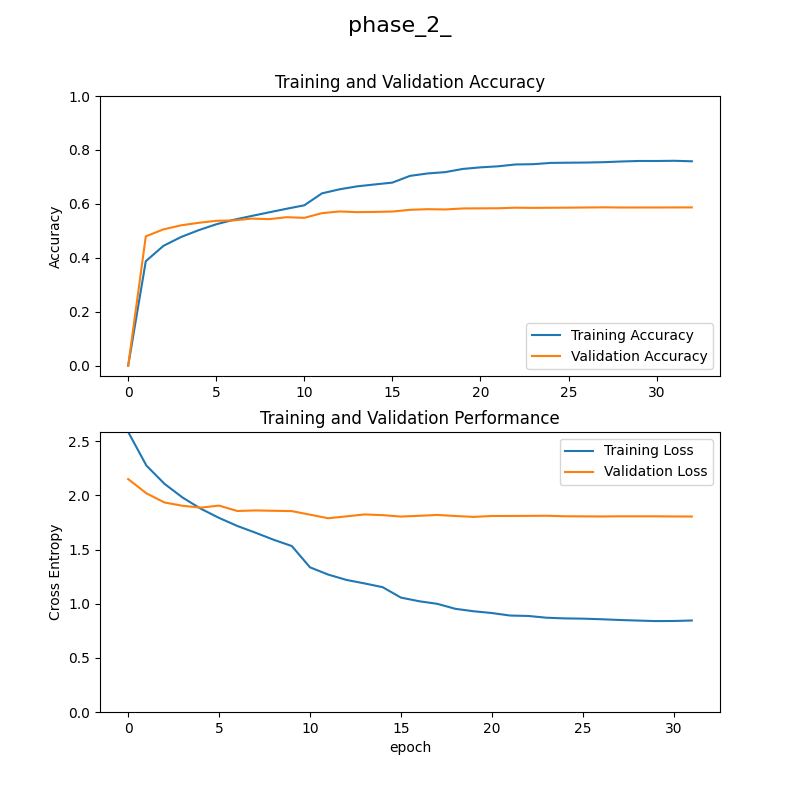 phase_2_
Training and Validation Accuracy
1.0
0.8
0.6
0.4
0.2
0.0
Accuracy
Training Accuracy
Validation Accuracy
0 5 10 15 20 25 30
Training and Validation Performance
2.5
2.0
1.5
1.0
0.5
0.0
Cross Entropy
Training Loss
Validation Loss
0 5 10 15 20 25 30
epoch